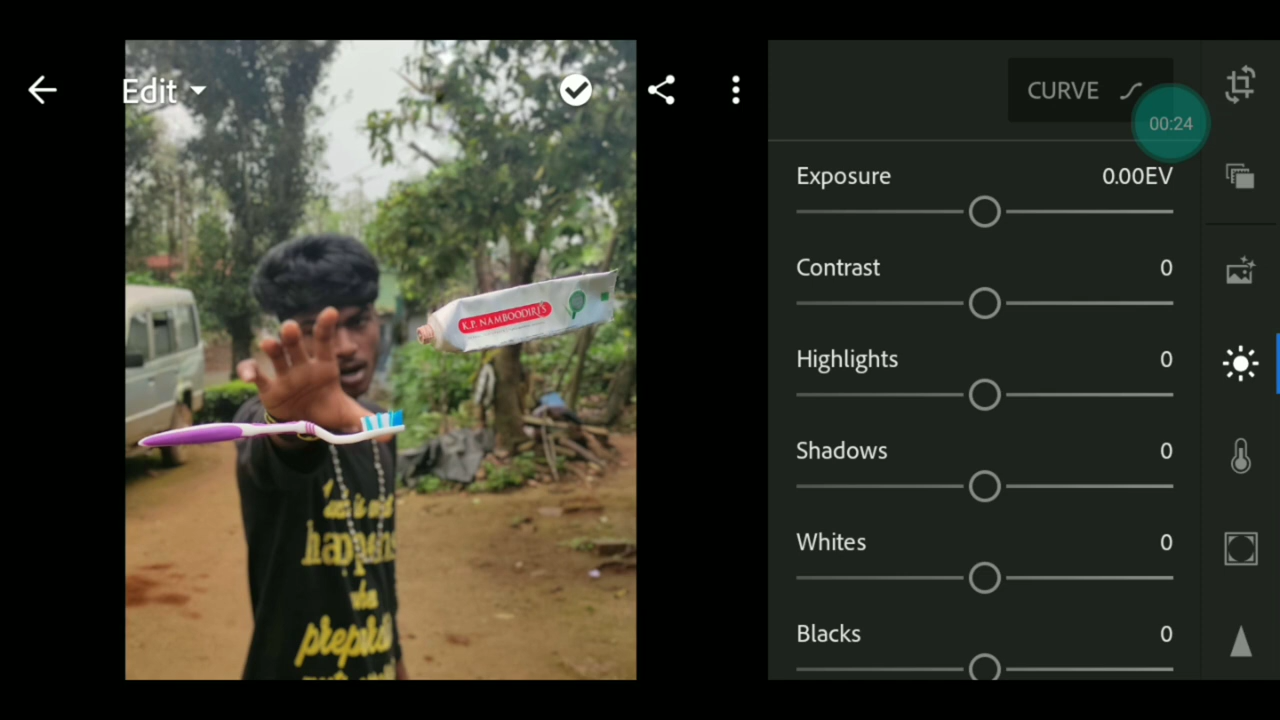 Edit
CURVE
00:24
Exposure 0.00EV
Contrast 0
Highlights 0
Shadows 0
Whites 0
Blacks 0
K.P. NAMBOODIRI'S
happens
prepared